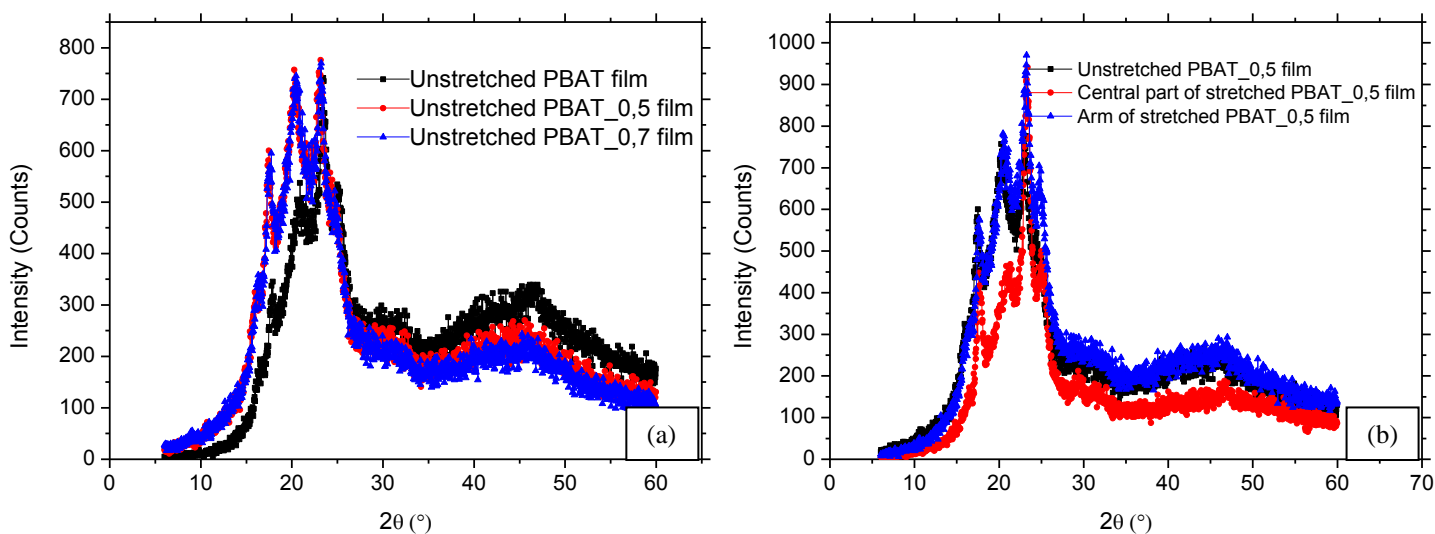 800
700
600
500
400
300
200
100
0
Intensity (Counts)
Unstretched PBAT film
Unstretched PBAT_0,5 film
Unstretched PBAT_0,7 film
(a)
0 10 20 30 40 50 60
2θ (°)
1000
900
800
700
600
500
400
300
200
100
0
Intensity (Counts)
Unstretched PBAT_0,5 film
Central part of stretched PBAT_0,5 film
Arm of stretched PBAT_0,5 film
(b)
0 10 20 30 40 50 60 70
2θ (°)